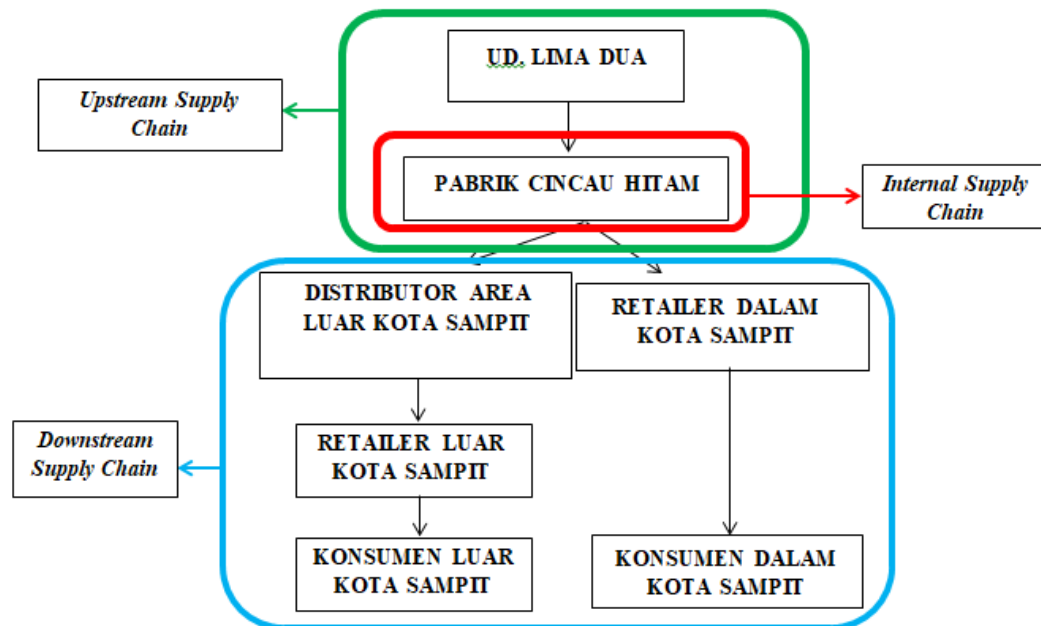 UD. LIMA DUA
Upstream Supply
Chain
PABRIK CINCAU HITAM
Internal Supply
Chain
DISTRIBUTOR AREA
LUAR KOTA SAMPIT
RETAILER DALAM
KOTA SAMPIT
Downstream
Supply Chain
RETAILER LUAR
KOTA SAMPIT
KONSUMEN LUAR
KOTA SAMPIT
KONSUMEN DALAM
KOTA SAMPIT